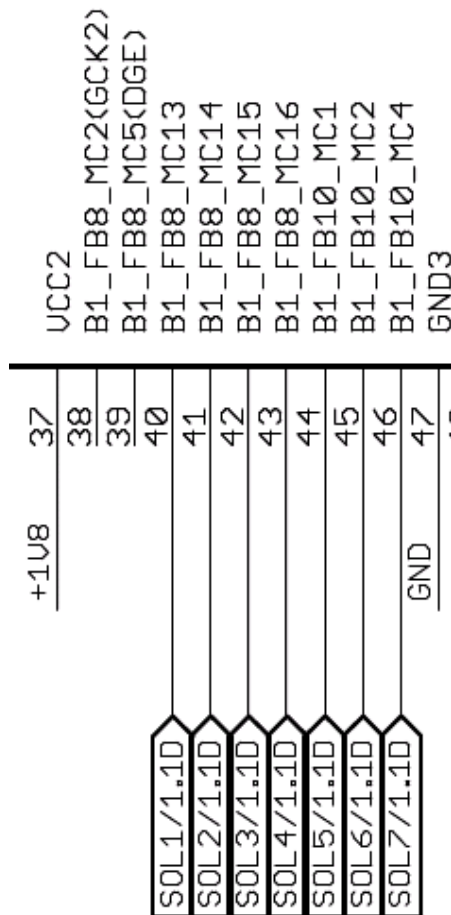 VCC2
B1_FB8_MC2(GCK2)
B1_FB8_MC5(DGE)
B1_FB8_MC13
B1_FB8_MC14
B1_FB8_MC15
B1_FB8_MC16
B1_FB10_MC1
B1_FB10_MC2
B1_FB10_MC4
GND3
37
38
39
40
41
42
43
44
45
46
47
+1V8
GND
SOL1/1.1D
SOL2/1.1D
SOL3/1.1D
SOL4/1.1D
SOL5/1.1D
SOL6/1.1D
SOL7/1.1D